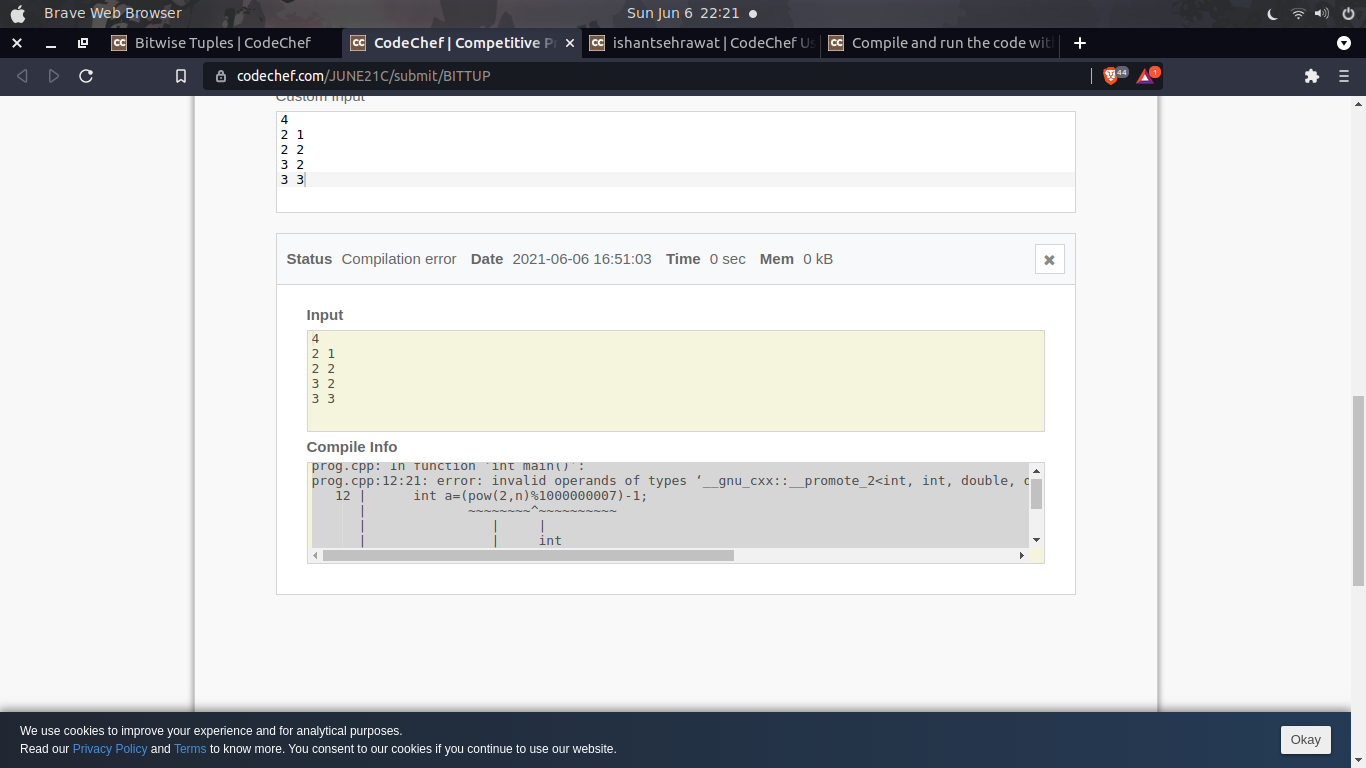 Brave Web Browser
Sun Jun 6 22:21
Bitwise Tuples | CodeChef
CodeChef | Competitive P
ishantsehrawat | CodeChef Us
Compile and run the code wit
codechef.com/JUNE21C/submit/BITTUP
44
1
Custom Input
4
2 1
2 2
3 2
3 3
Status Compilation error Date 2021-06-06 16:51:03 Time 0 sec Mem 0 kB
Input
4
2 1
2 2
3 2
3 3
Compile Info
prog.cpp: In function 'int main()':
prog.cpp:12:21: error: invalid operands of types ‘__gnu_cxx::__promote_2<int, int, double, d
12 | int a=(pow(2,n)%1000000007)-1;
| ~~~~~~~~^~~~~~~~~~~
| | |
| | int
We use cookies to improve your experience and for analytical purposes.
Read our Privacy Policy and Terms to know more. You consent to our cookies if you continue to use our website.
Okay